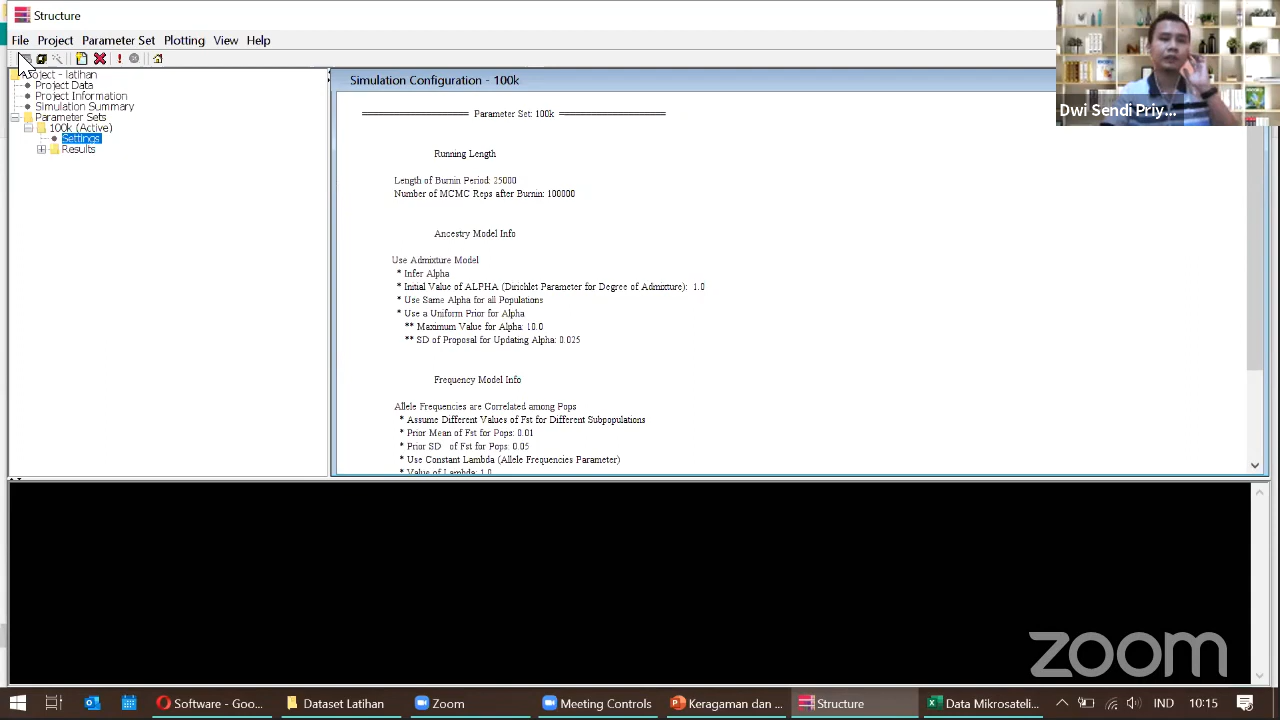 Structure
File Project Parameter Set Plotting View Help
Project - latihan
Project Data
Project Information
Simulation Summary
Parameter Sets
100k (Active)
Settings
Results
Simulation Configuration - 100k
Parameter Set: 100k
Running Length
Length of Burnin Period: 25000
Number of MCMC Reps after Burnin: 100000
Ancestry Model Info
Use Admixture Model
* Infer Alpha
* Initial Value of ALPHA (Dirichlet Parameter for Degree of Admixture): 1.0
* Use Same Alpha for all Populations
* Use a Uniform Prior for Alpha
** Maximum Value for Alpha: 10.0
** SD of Proposal for Updating Alpha: 0.025
Frequency Model Info
Allele Frequencies are Correlated among Pops
* Assume Different Values of Fst for Different Subpopulations
* Prior Mean of Fst for Pops: 0.01
* Prior SD of Fst for Pops: 0.05
* Use Constant Lambda (Allele Frequencies Parameter)
* Value of Lambda: 1.0
Dwi Sendi Priy...
zoom
Software - Goo...
Dataset Latihan
Zoom
Meeting Controls
Keragaman dan ...
Structure
Data Mikrosateli...
IND
10:15